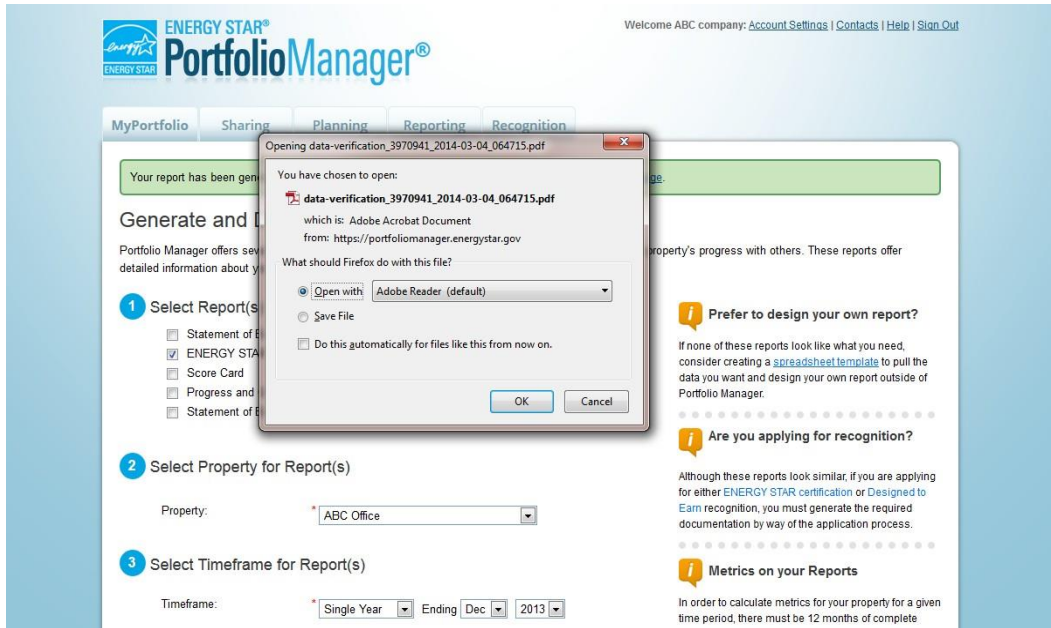 ENERGY STAR®
PortfolioManager®
energy
ENERGY STAR
Welcome ABC company: Account Settings | Contacts | Help | Sign Out
MyPortfolio Sharing Planning Reporting Recognition
Opening data-verification_3970941_2014-03-04_064715.pdf
Your report has been gen
You have chosen to open:
data-verification_3970941_2014-03-04_064715.pdf
which is: Adobe Acrobat Document
from: https://portfoliomanager.energystar.gov
What should Firefox do with this file?
Open with Adobe Reader (default)
Save File
Do this automatically for files like this from now on.
OK Cancel
Generate and D
Portfolio Manager offers sev
roperty's progress with others. These reports offer
detailed information about y
1 Select Report(s
Statement of E
ENERGY STA
Score Card
Progress and
Statement of E
2 Select Property for Report(s)
Property: * ABC Office
3 Select Timeframe for Report(s)
Timeframe: * Single Year Ending Dec 2013
i Prefer to design your own report?
If none of these reports look like what you need,
consider creating a spreadsheet template to pull the
data you want and design your own report outside of
Portfolio Manager.
i Are you applying for recognition?
Although these reports look similar, if you are applying
for either ENERGY STAR certification or Designed to
Earn recognition, you must generate the required
documentation by way of the application process.
i Metrics on your Reports
In order to calculate metrics for your property for a given
time period, there must be 12 months of complete